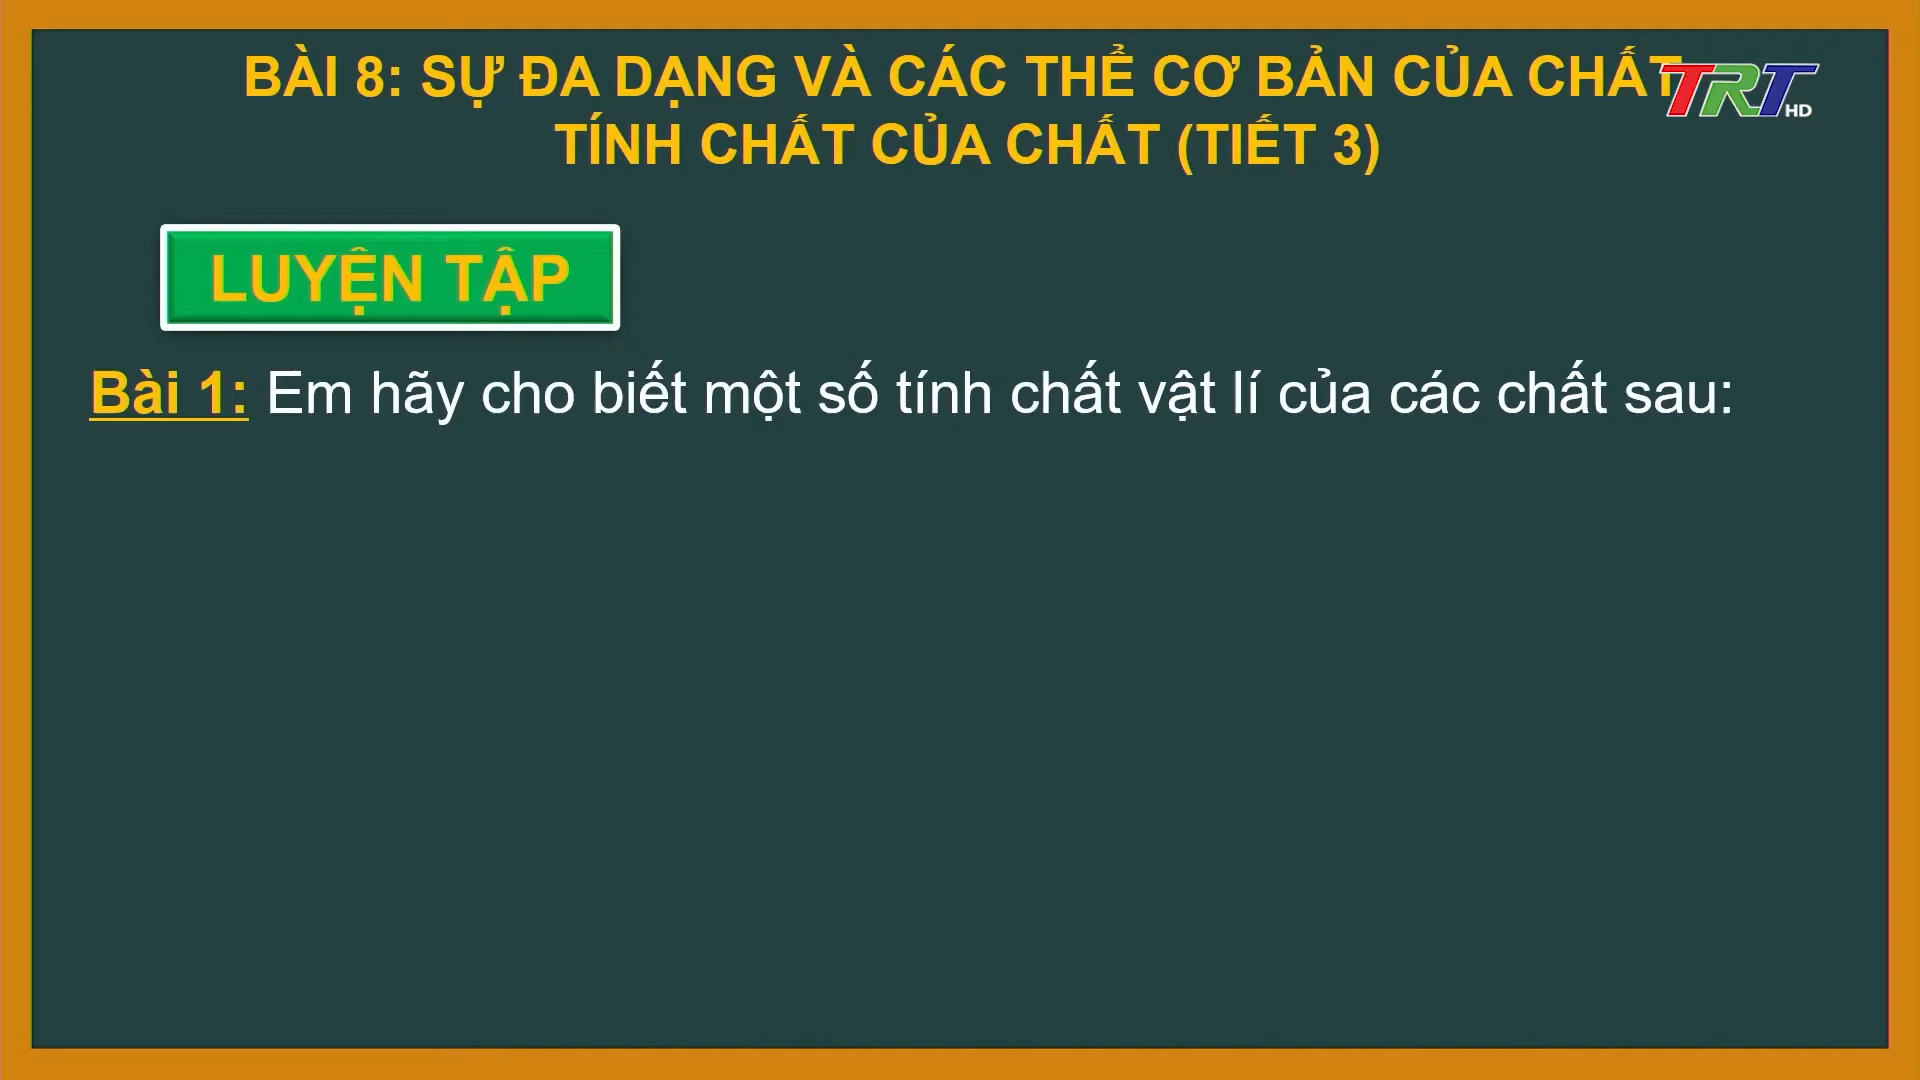 BÀI 8: SỰ ĐA DẠNG VÀ CÁC THỂ CƠ BẢN CỦA CHẤT
TRT HD
TÍNH CHẤT CỦA CHẤT (TIẾT 3)
LUYỆN TẬP
Bài 1: Em hãy cho biết một số tính chất vật lí của các chất sau: